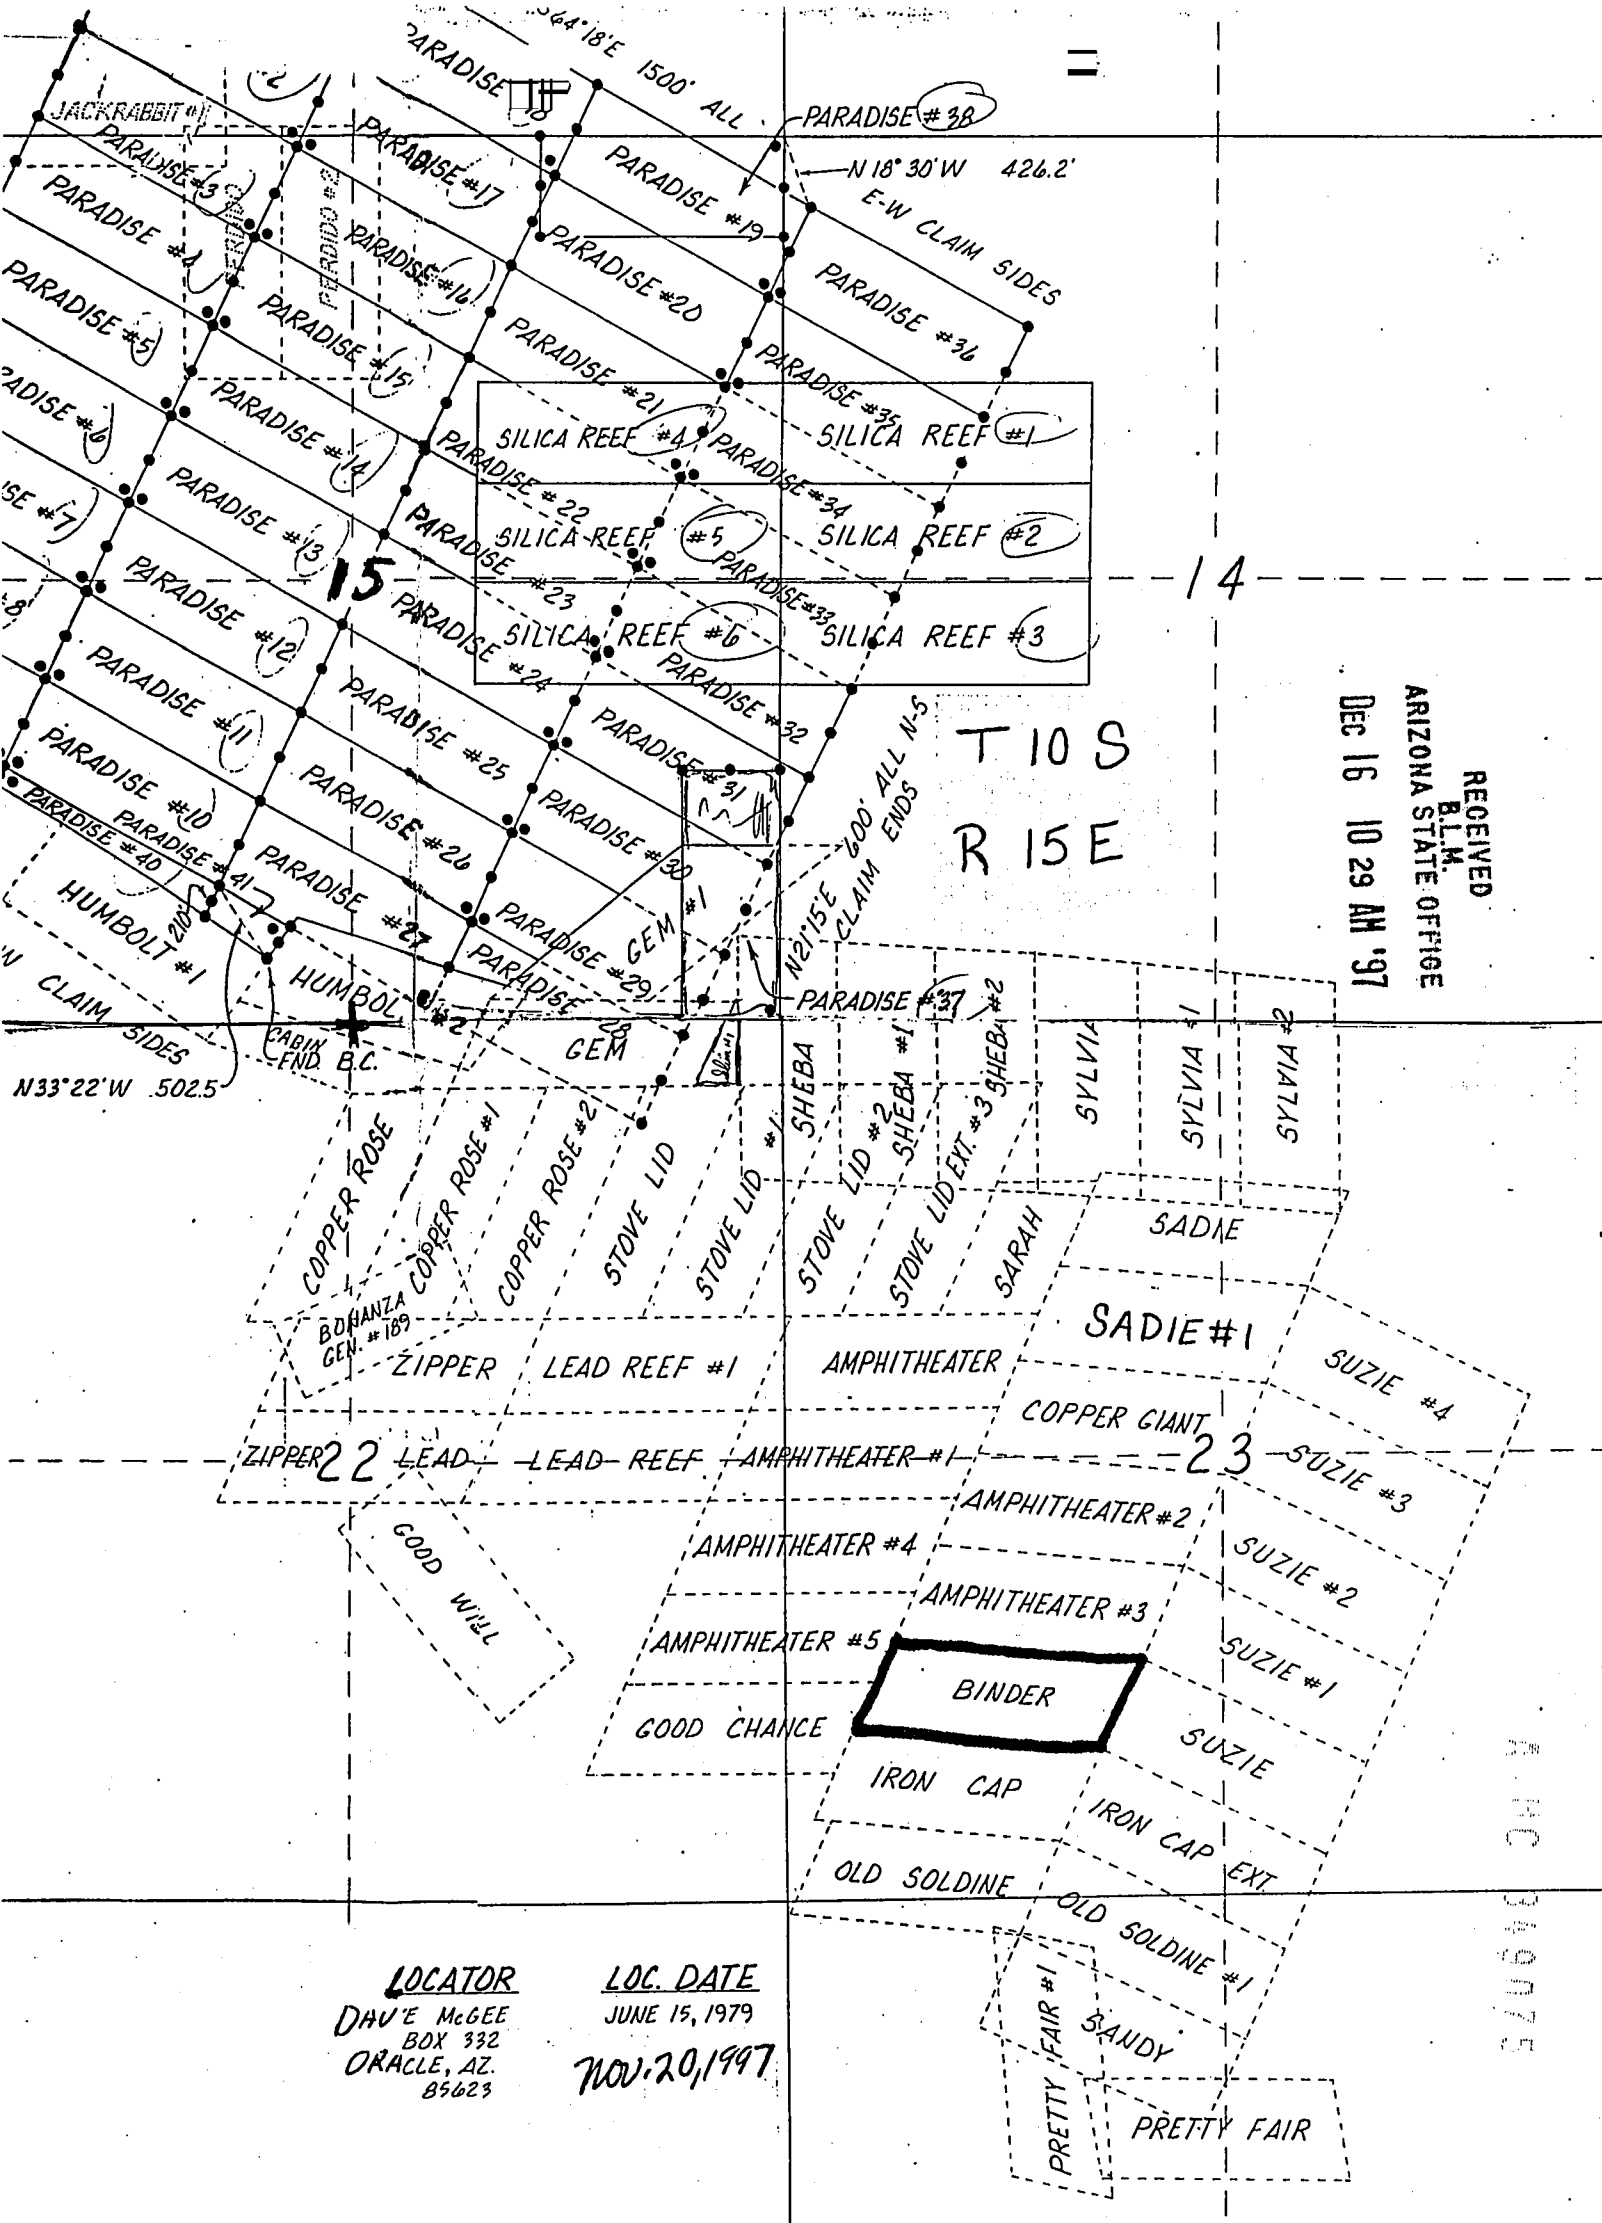 S64°18'E 1500' ALL
E-W CLAIM SIDES
PARADISE
18
PARADISE #38
N 18° 30' W 426.2'
JACKRABBIT #1
PARADISE #3
PARADISE #17
PARADISE #19
PERDIDO #2
PARADISE #4
PARADISE #16
PARADISE #20
PARADISE #36
PARADISE #5
PARADISE #15
PARADISE #21
PARADISE #35
SILICA REEF #4
SILICA REEF #1
#6
PARADISE #14
PARADISE #22
PARADISE #34
SILICA REEF #5
SILICA REEF #2
#7
PARADISE #13
PARADISE #23
PARADISE #33
15
14
SILICA REEF #6
SILICA REEF #3
PARADISE #12
PARADISE #24
PARADISE #32
PARADISE #11
PARADISE #25
PARADISE #31
T 10 S
R 15 E
RECEIVED
B.L.M.
ARIZONA STATE OFFICE
DEC 16 10 29 AM '97
PARADISE #10
PARADISE #26
PARADISE #30
PARADISE #40
PARADISE #41
PARADISE #27
PARADISE #29
PARADISE 28
GEM #1
N21°15'E 600' ALL N-S
CLAIM ENDS
PARADISE #37
HUMBOLT #1
210
HUMBOL #2
CLAIM SIDES
CABIN
END. B.C.
GEM
N33°22'W 502.5
SHEBA
SHEBA #1
SHEBA #2
SYLVIA
SYLVIA #1
SYLVIA #2
COPPER ROSE
COPPER ROSE #1
COPPER ROSE #2
STOVE LID
STOVE LID #1
STOVE LID #2
STOVE LID EXT. #3
SARAH
SADIE
BONANZA
GEN. #189
SADIE #1
ZIPPER
LEAD REEF #1
AMPHITHEATER
SUZIE #4
COPPER GIANT
ZIPPER
22
LEAD
LEAD REEF
AMPHITHEATER #1
23
SUZIE #3
GOOD WILL
AMPHITHEATER #2
AMPHITHEATER #4
SUZIE #2
AMPHITHEATER #3
AMPHITHEATER #5
SUZIE #1
BINDER
GOOD CHANCE
SUZIE
IRON CAP
IRON CAP EXT.
OLD SOLDINE
OLD SOLDINE #1
SANDY
PRETTY FAIR #1
PRETTY FAIR
LOCATOR
DAVE McGEE
BOX 332
ORACLE, AZ.
85623
LOC. DATE
JUNE 15, 1979
NOV. 20, 1997